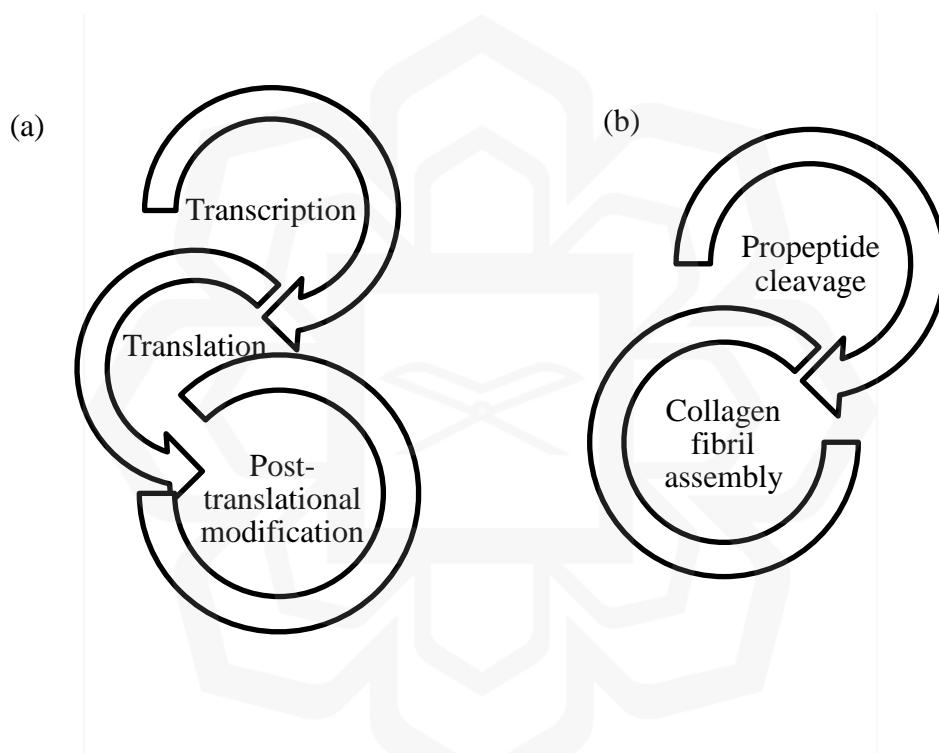 (a)
Transcription
Translation
Post-
translational
modification
(b)
Propeptide
cleavage
Collagen
fibril
assembly